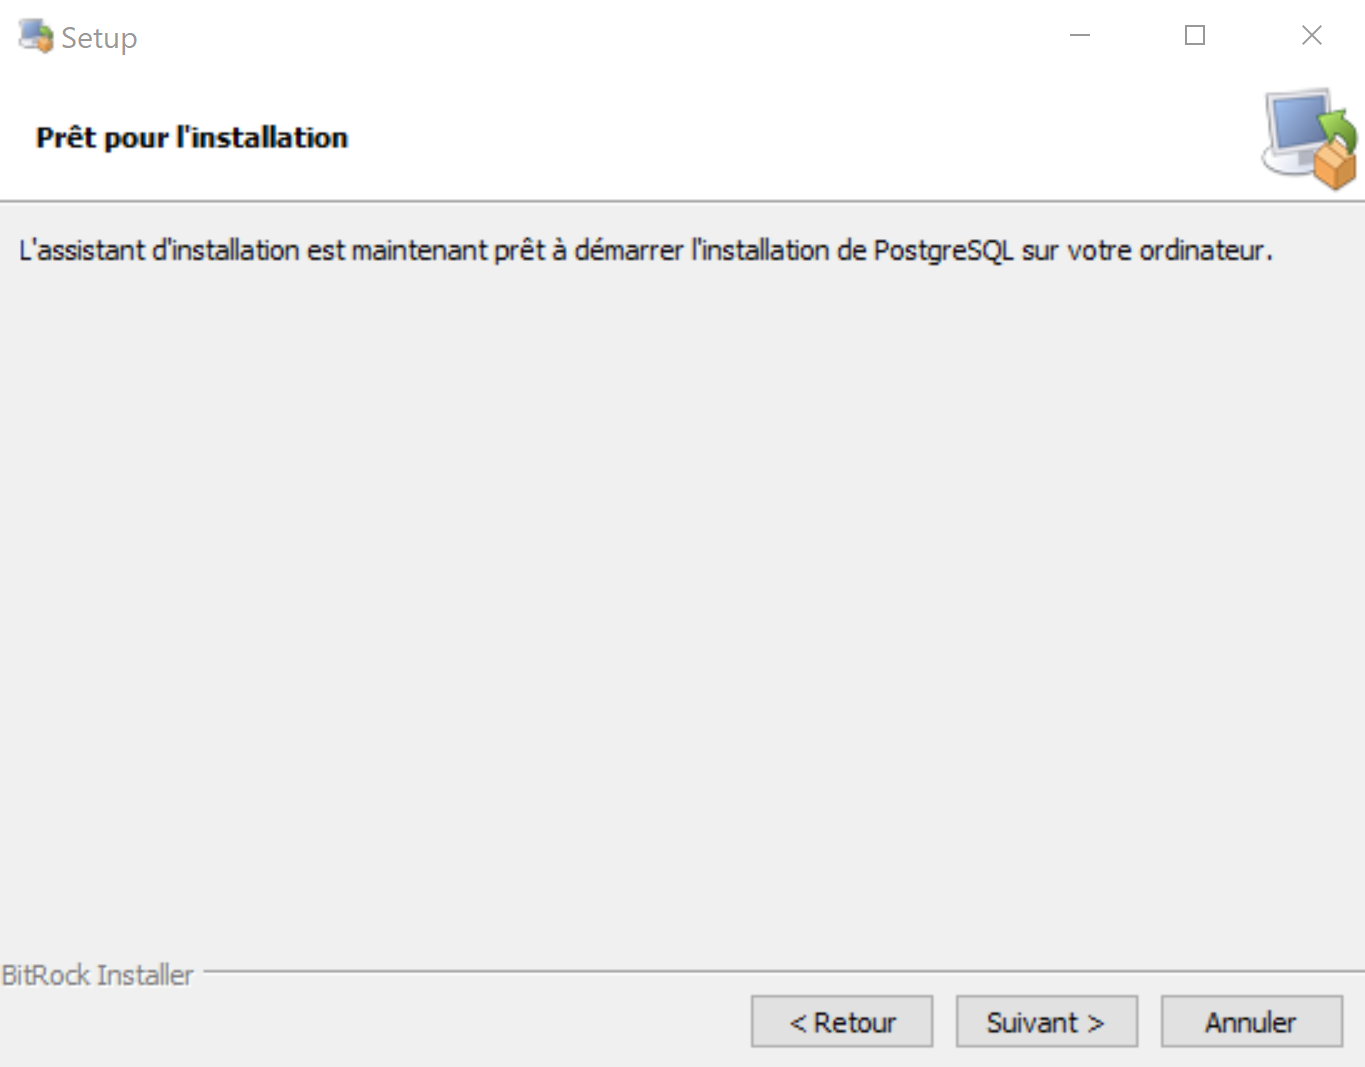 Setup
Prêt pour l'installation
L'assistant d'installation est maintenant prêt à démarrer l'installation de PostgreSQL sur votre ordinateur.
BitRock Installer
< Retour
Suivant >
Annuler